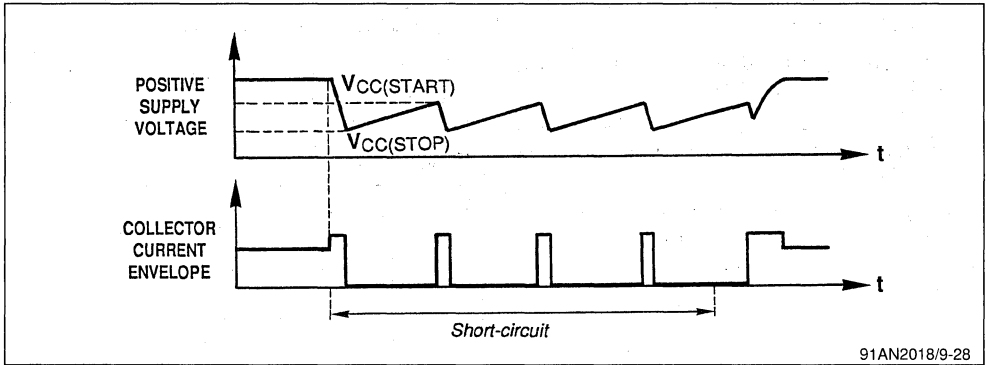 POSITIVE
SUPPLY
VOLTAGE
VCC(START)
VCC(STOP)
t
COLLECTOR
CURRENT
ENVELOPE
t
Short-circuit
91AN2018/9-28